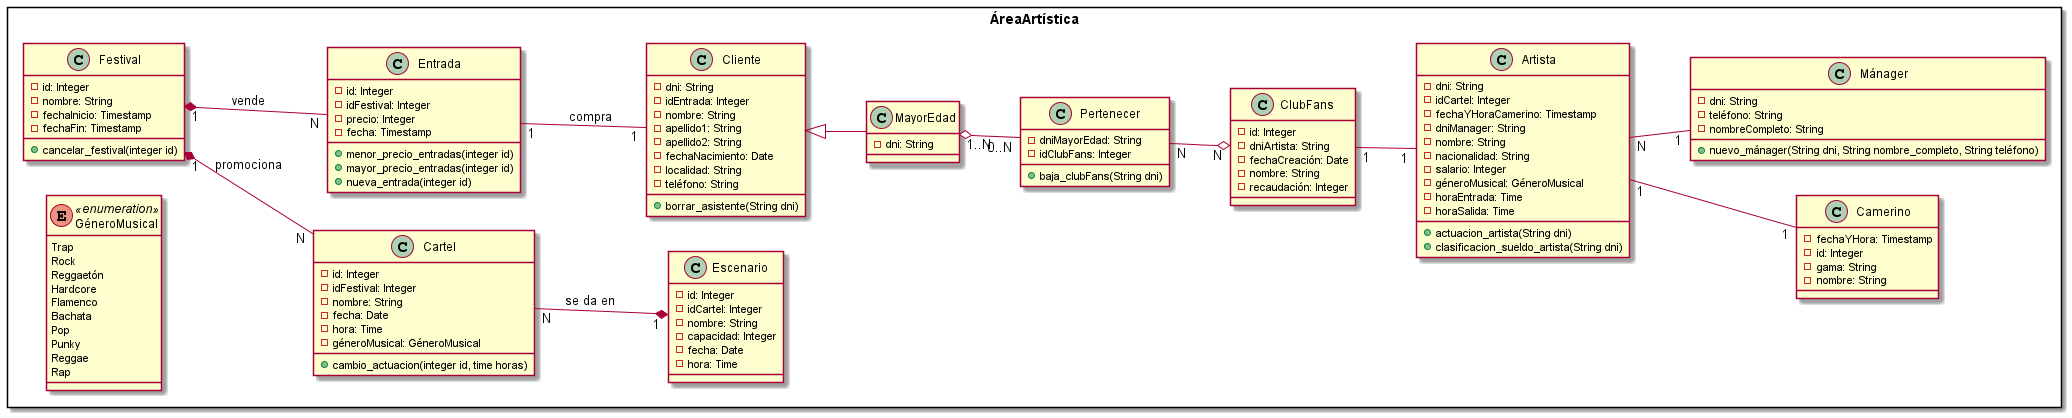 ÁreaArtística
C Festival
id: Integer
nombre: String
fechaInicio: Timestamp
fechaFin: Timestamp
cancelar_festival(integer id)
1
vende
N
1
promociona
N
C Entrada
id: Integer
idFestival: Integer
precio: Integer
fecha: Timestamp
menor_precio_entradas(integer id)
mayor_precio_entradas(integer id)
nueva_entrada(integer id)
1
compra
1
C Cliente
dni: String
idEntrada: Integer
nombre: String
apellido1: String
apellido2: String
fechaNacimiento: Date
localidad: String
teléfono: String
borrar_asistente(String dni)
C MayorEdad
dni: String
1..N
0..N
C Pertenecer
dniMayorEdad: String
idClubFans: Integer
baja_clubFans(String dni)
N
N
C ClubFans
id: Integer
dniArtista: String
fechaCreación: Date
nombre: String
recaudación: Integer
1
1
C Artista
dni: String
idCartel: Integer
fechaYHoraCamerino: Timestamp
dniManager: String
nombre: String
nacionalidad: String
salario: Integer
géneroMusical: GéneroMusical
horaEntrada: Time
horaSalida: Time
actuacion_artista(String dni)
clasificacion_sueldo_artista(String dni)
N
1
1
1
C Mánager
dni: String
teléfono: String
nombreCompleto: String
nuevo_mánager(String dni, String nombre_completo, String teléfono)
C Camerino
fechaYHora: Timestamp
id: Integer
gama: String
nombre: String
E «enumeration»
GéneroMusical
Trap
Rock
Reggaetón
Hardcore
Flamenco
Bachata
Pop
Punky
Reggae
Rap
C Cartel
id: Integer
idFestival: Integer
nombre: String
fecha: Date
hora: Time
géneroMusical: GéneroMusical
cambio_actuacion(integer id, time horas)
N
se da en
1
C Escenario
id: Integer
idCartel: Integer
nombre: String
capacidad: Integer
fecha: Date
hora: Time